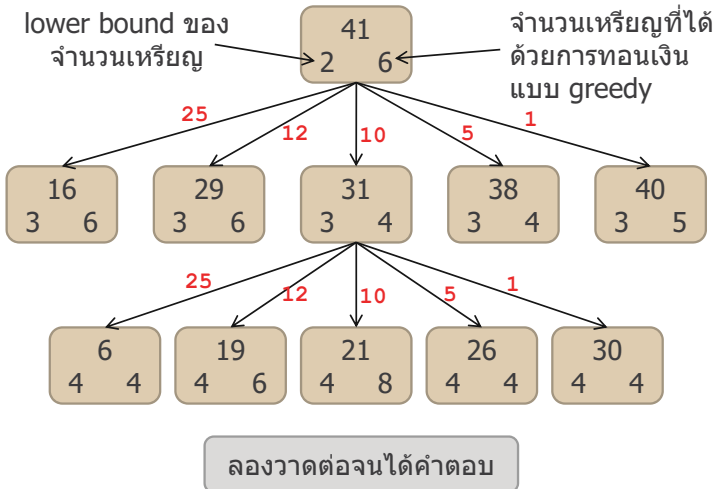 lower bound ของ
จำนวนเหรียญ
41
2 6
จำนวนเหรียญที่ได้
ด้วยการทอนเงิน
แบบ greedy
25 12 10 5 1
16 29 31 38 40
3 6 3 6 3 4 3 4 3 5
25 12 10 5 1
6 19 21 26 30
4 4 4 6 4 8 4 4 4 4
ลองวาดต่อจนได้คำตอบ